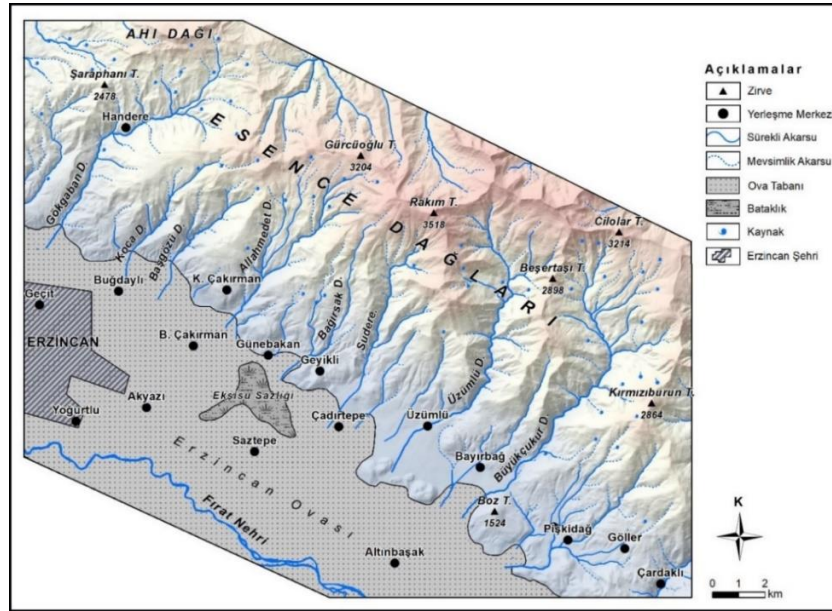 AHI DAĞI
Şaraphanı T.
2478
Handere
ESENCE DAĞLARI
Gürcüoğlu T.
3204
Rakım T.
3518
Cilolar T.
3214
Beşertaşı T.
2898
Kırmızıburun T.
2864
Gökgaban D.
Koca D.
Başgözü D.
Allahmedet D.
Bağırsak D.
Sudere
Üzümlü D.
Büyükçukur D.
Geçit
Buğdaylı
K. Çakırman
ERZİNCAN
B. Çakırman
Günebakan
Geyikli
Ekşisu Sazlığı
Yoğurtlu
Akyazı
Çadırtepe
Üzümlü
Saztepe
Bayırbağ
Boz T.
1524
Erzincan Ovası
Fırat Nehri
Altınbaşak
Pişkidağ
Göller
Çardaklı
Açıklamalar
Zirve
Yerleşme Merkez
Sürekli Akarsu
Mevsimlik Akarsu
Ova Tabanı
Bataklık
Kaynak
Erzincan Şehri
K
0 1 2
km